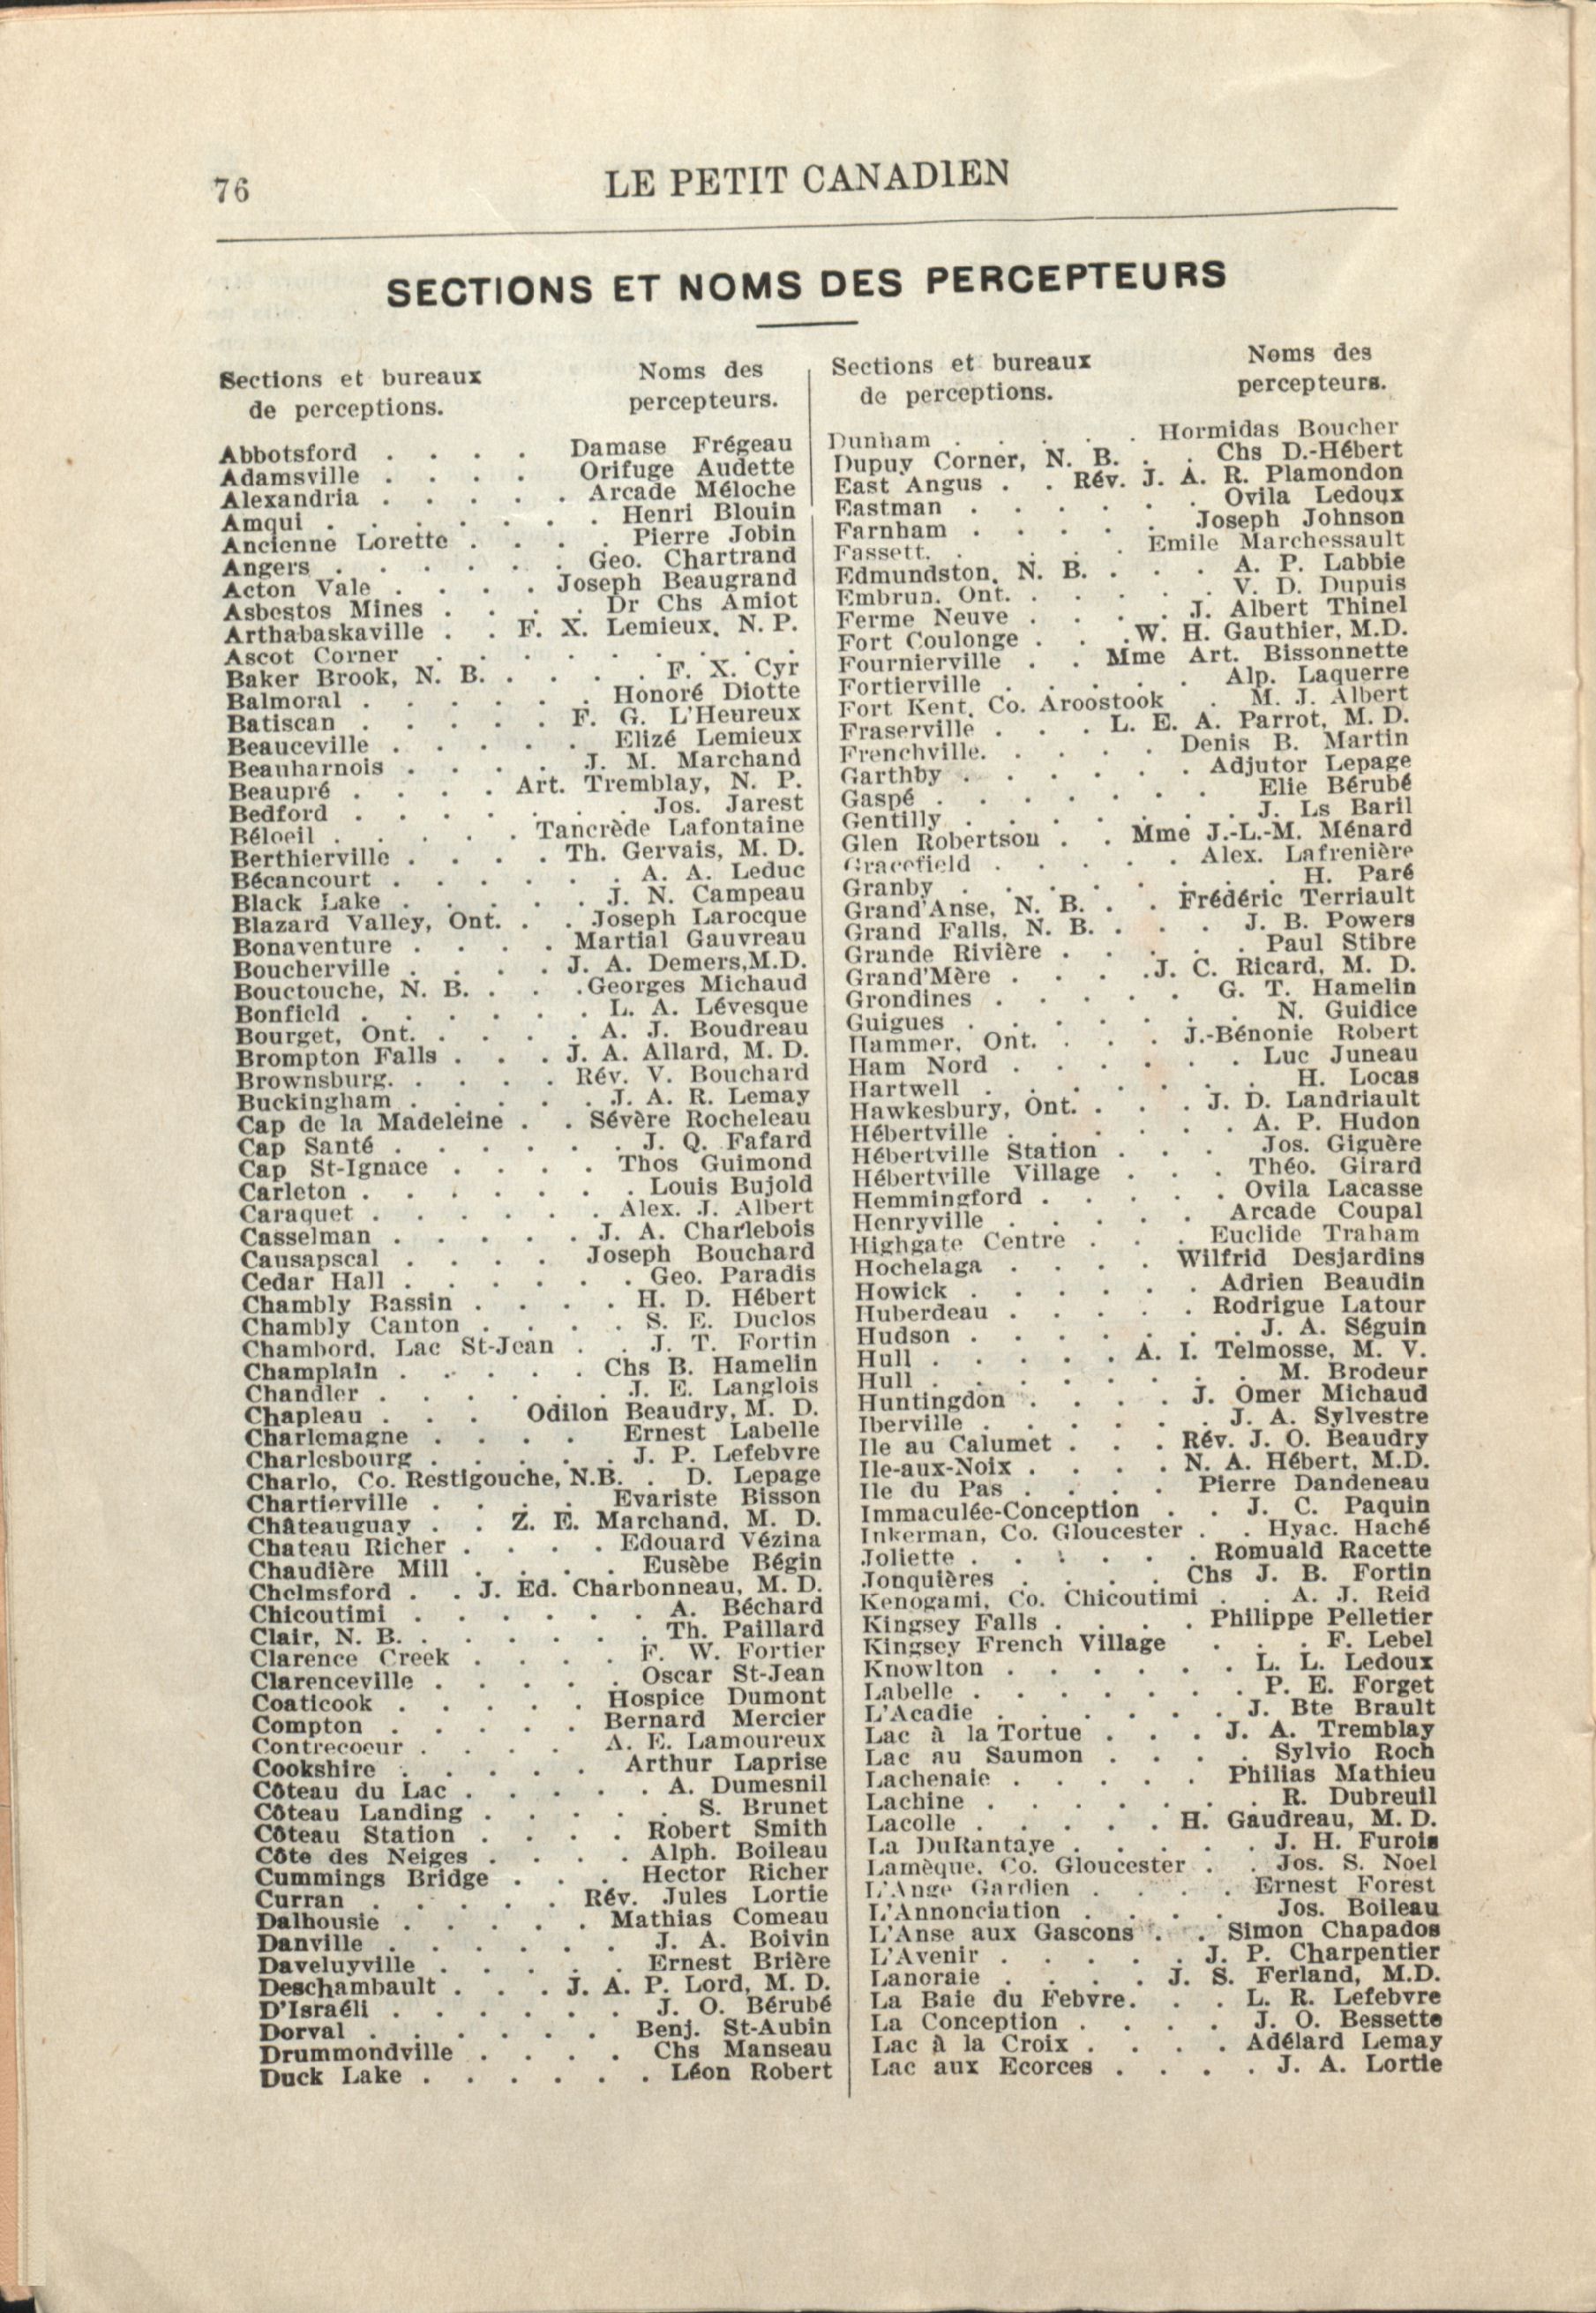 76
LE PETIT CANADIEN
SECTIONS ET NOMS DES PERCEPTEURS
Sections et bureaux Noms des
de perceptions. percepteurs.
Abbotsford . . . . Damase Frégeau
Adamsville . . . . Orifuge Audette
Alexandria . . . . . Arcade Méloche
Amqui . . . . . . . Henri Blouin
Ancienne Lorette . . . . Pierre Jobin
Angers . . . . . . Geo. Chartrand
Acton Vale . . . . Joseph Beaugrand
Asbestos Mines . . . . Dr Chs Amiot
Arthabaskaville . . F. X. Lemieux, N. P.
Ascot Corner . . . . . . . . .
Baker Brook, N. B. . . . . F. X. Cyr
Balmoral . . . . . . Honoré Diotte
Batiscan . . . . . F. G. L'Heureux
Beauceville . . . . . Elizé Lemieux
Beauharnois . . . . J. M. Marchand
Beaupré . . . . Art. Tremblay, N. P.
Bedford . . . . . . . Jos. Jarest
Béloeil . . . . . Tancrède Lafontaine
Berthierville . . . . Th. Gervais, M. D.
Bécancourt . . . . . . A. A. Leduc
Black Lake . . . . . J. N. Campeau
Blazard Valley, Ont. . . Joseph Larocque
Bonaventure . . . . Martial Gauvreau
Boucherville . . . . J. A. Demers,M.D.
Bouctouche, N. B. . . .Georges Michaud
Bonfield . . . . . . L. A. Lévesque
Bourget, Ont. . . . . A. J. Boudreau
Brompton Falls . . . J. A. Allard, M. D.
Brownsburg. . . . . Rév. V. Bouchard
Buckingham . . . . . J. A. R. Lemay
Cap de la Madeleine . . Sévère Rocheleau
Cap Santé . . . . . . J. Q. Fafard
Cap St-Ignace . . . . Thos Guimond
Carleton . . . . . . . Louis Bujold
Caraquet . . . . . . Alex. J. Albert
Casselman . . . . . J. A. Charlebois
Causapscal . . . . Joseph Bouchard
Cedar Hall . . . . . . Geo. Paradis
Chambly Bassin . . . . H. D. Hébert
Chambly Canton . . . . S. E. Duclos
Chambord, Lac St-Jean . . J. T. Fortin
Champlain . . . . . Chs B. Hamelin
Chandler . . . . . . J. E. Langlois
Chapleau . . . Odilon Beaudry, M. D.
Charlemagne . . . . Ernest Labelle
Charlesbourg . . . . . J. P. Lefebvre
Charlo, Co. Restigouche, N.B. . D. Lepage
Chartierville . . . . Evariste Bisson
Châteauguay . . Z. E. Marchand, M. D.
Chateau Richer . . . . Edouard Vézina
Chaudière Mill . . . . Eusèbe Bégin
Chelmsford . . J. Ed. Charbonneau, M. D.
Chicoutimi . . . . . . A. Béchard
Clair, N. B. . . . . . . Th. Paillard
Clarence Creek . . . . F. W. Fortier
Clarenceville . . . . . Oscar St-Jean
Coaticook . . . . . Hospice Dumont
Compton . . . . . Bernard Mercier
Contrecoeur . . . . A. E. Lamoureux
Cookshire . . . . . Arthur Laprise
Côteau du Lac . . . . . A. Dumesnil
Côteau Landing . . . . . S. Brunet
Côteau Station . . . . Robert Smith
Côte des Neiges . . . . Alph. Boileau
Cummings Bridge . . . Hector Richer
Curran . . . . . Rév. Jules Lortie
Dalhousie . . . . . Mathias Comeau
Danville . . . . . . J. A. Boivin
Daveluyville . . . . . Ernest Brière
Deschambault . . . J. A. P. Lord, M. D.
D'Israéli . . . . . . J. O. Bérubé
Dorval . . . . . . Benj. St-Aubin
Drummondville . . . . Chs Manseau
Duck Lake . . . . . . Léon Robert
Sections et bureaux Noms des
de perceptions. percepteurs.
Dunham . . . . . Hormidas Boucher
Dupuy Corner, N. B. . . Chs D.-Hébert
East Angus . . Rév. J. A. R. Plamondon
Eastman . . . . . . Ovila Ledoux
Farnham . . . . . Joseph Johnson
Fassett. . . . . Emile Marchessault
Edmundston, N. B. . . . A. P. Labbie
Embrun, Ont. . . . . . V. D. Dupuis
Ferme Neuve . . . . J. Albert Thinel
Fort Coulonge . . .W. H. Gauthier, M.D.
Fournierville . . Mme Art. Bissonnette
Fortierville . . . . . Alp. Laquerre
Fort Kent, Co. Aroostook . M. J. Albert
Fraserville . . . L. E. A. Parrot, M. D.
Frenchville. . . . . Denis B. Martin
Garthby . . . . . . Adjutor Lepage
Gaspé . . . . . . . Elie Bérubé
Gentilly . . . . . . . J. Ls Baril
Glen Robertson . . Mme J.-L.-M. Ménard
Gracefield . . . . . Alex. Lafrenière
Granby . . . . . . . . H. Paré
Grand'Anse, N. B. . . Frédéric Terriault
Grand Falls, N. B. . . . J. B. Powers
Grande Rivière . . . . . Paul Stibre
Grand'Mère . . . .J. C. Ricard, M. D.
Grondines . . . . . G. T. Hamelin
Guigues . . . . . . . N. Guidice
Hammer, Ont. . . . J.-Bénonie Robert
Ham Nord . . . . . . Luc Juneau
Hartwell . . . . . . . H. Locas
Hawkesbury, Ont. . . . J. D. Landriault
Hébertville . . . . . . A. P. Hudon
Hébertville Station . . . Jos. Giguère
Hébertville Village . . . Théo. Girard
Hemmingford . . . . . Ovila Lacasse
Henryville . . . . . Arcade Coupal
Highgate Centre . . . Euclide Traham
Hochelaga . . . . Wilfrid Desjardins
Howick . . . . . . Adrien Beaudin
Huberdeau . . . . . Rodrigue Latour
Hudson . . . . . . . J. A. Séguin
Hull . . . . . A. I. Telmosse, M. V.
Hull . . . . . . . . M. Brodeur
Huntingdon . . . . J. Omer Michaud
Iberville . . . . . . J. A. Sylvestre
Ile au Calumet . . . Rév. J. O. Beaudry
Ile-aux-Noix . . . . N. A. Hébert, M.D.
Ile du Pas . . . . Pierre Dandeneau
Immaculée-Conception . . J. C. Paquin
Inkerman, Co. Gloucester . . Hyac. Haché
Joliette . . . . . . Romuald Racette
Jonquières . . . . Chs J. B. Fortin
Kenogami, Co. Chicoutimi . . A. J. Reid
Kingsey Falls . . . . Philippe Pelletier
Kingsey French Village . . . F. Lebel
Knowlton . . . . . . L. L. Ledoux
Labelle . . . . . . . P. E. Forget
L'Acadie . . . . . . J. Bte Brault
Lac à la Tortue . . . J. A. Tremblay
Lac au Saumon . . . . Sylvio Roch
Lachenaie . . . . . Philias Mathieu
Lachine . . . . . . . R. Dubreuil
Lacolle . . . . . H. Gaudreau, M. D.
La DuRantaye . . . . . J. H. Furois
Lamèque, Co. Gloucester . . Jos. S. Noel
L'Ange Gardien . . . . Ernest Forest
L'Annonciation . . . . Jos. Boileau
L'Anse aux Gascons . . Simon Chapados
L'Avenir . . . . . J. P. Charpentier
Lanoraie . . . . J. S. Ferland, M.D.
La Baie du Febvre. . . L. R. Lefebvre
La Conception . . . . J. O. Bessette
Lac à la Croix . . . . Adélard Lemay
Lac aux Ecorces . . . . J. A. Lortie